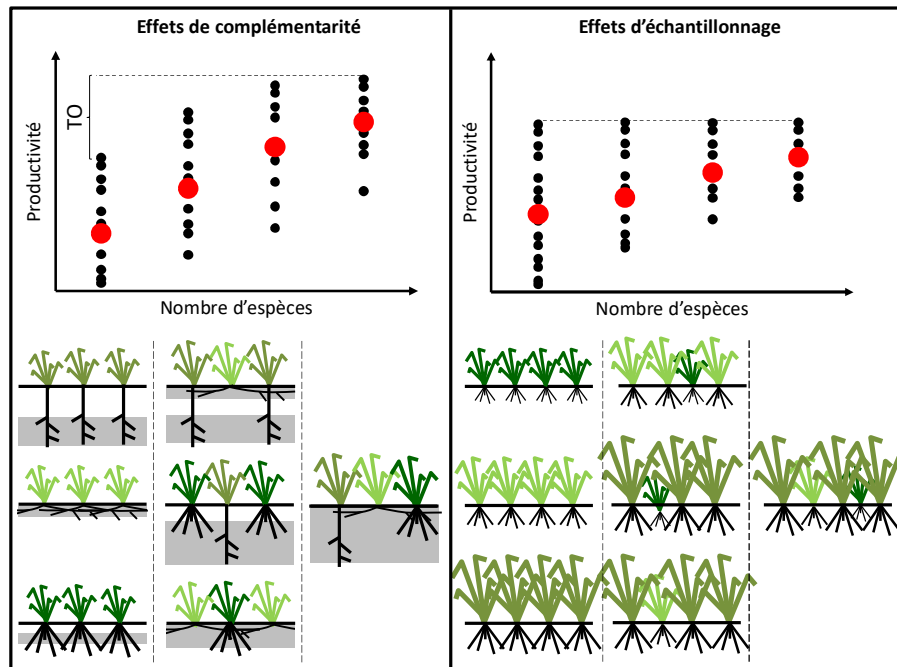 Effets de complémentarité
TO
Productivité
Nombre d'espèces
Effets d'échantillonnage
Productivité
Nombre d'espèces